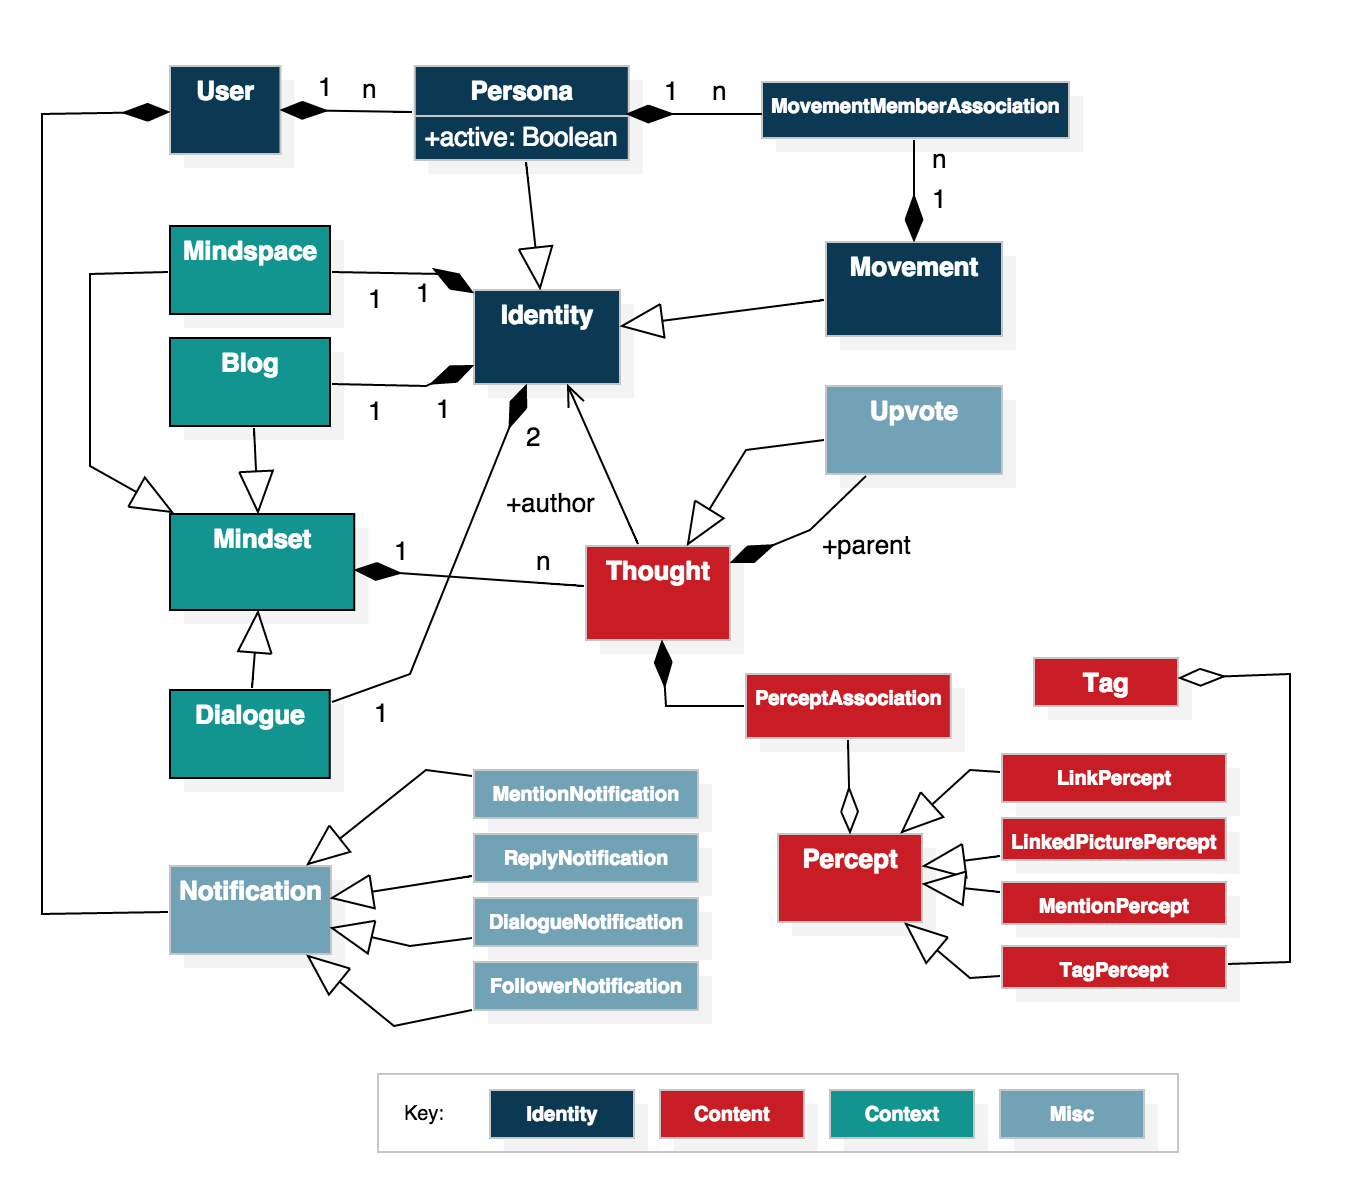 User
1
n
Persona
+active: Boolean
1
n
MovementMemberAssociation
n
1
Mindspace
1
1
Identity
Movement
Blog
1
1
2
Upvote
+author
+parent
Mindset
1
n
Thought
Dialogue
1
PerceptAssociation
Tag
MentionNotification
ReplyNotification
DialogueNotification
FollowerNotification
Notification
Percept
LinkPercept
LinkedPicturePercept
MentionPercept
TagPercept
Key:
Identity
Content
Context
Misc